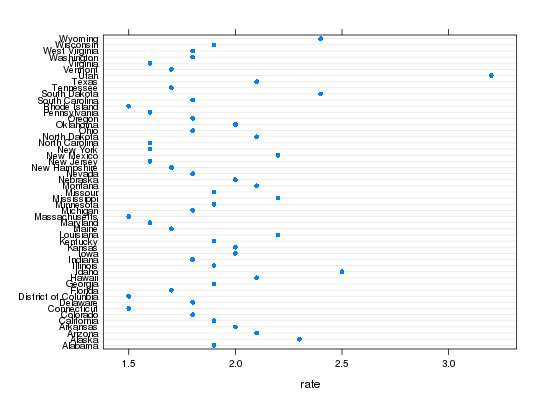 Wyoming
Wisconsin
West Virginia
Washington
Virginia
Vermont
Utah
Texas
Tennessee
South Dakota
South Carolina
Rhode Island
Pennsylvania
Oregon
Oklahoma
Ohio
North Dakota
North Carolina
New York
New Mexico
New Jersey
New Hampshire
Nevada
Nebraska
Montana
Missour
Mississippi
Minnesota
Michigan
Massachusetts
Maryland
Maine
Louisiana
Kentucky
Kansas
Iowa
Indiana
Illinois
Idaho
Hawaii
Georgia
Florida
District of Columbia
Delaware
Connecticut
Colorado
California
Arkansas
Arizona
Alaska
Alabama
1.5 2.0 2.5 3.0
rate